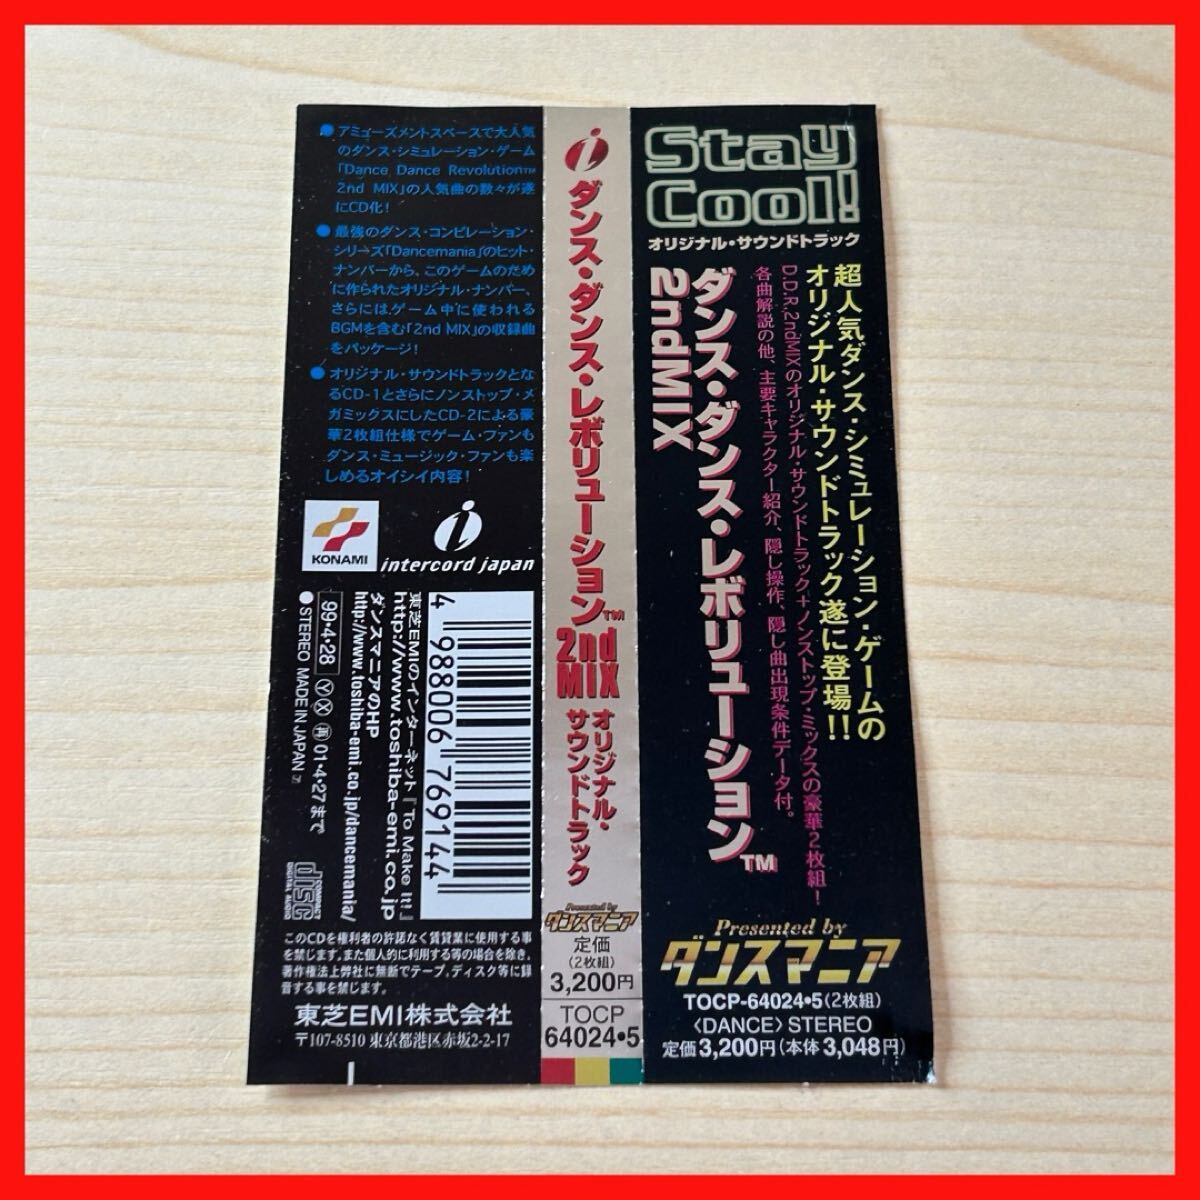 Stay
Cool!
オリジナル・サウンドトラック
超人気ダンス・シミュレーション・ゲームの
オリジナル・サウンドトラック遂に登場!!
D.D.R.2ndMIXのオリジナル・サウンドトラック+ノンストップ・ミックスの豪華2枚組!
各曲解説の他、主要キャラクター紹介、隠し操作、隠し曲出現条件データ付。
ダンス・ダンス・レボリューション™
2ndMIX
Presented by
ダンスマニア
TOCP-64024•5(2枚組)
〈DANCE〉STEREO
定価3,200円(本体3,048円)
i
ダンス・ダンス・レボリューション™
2nd
MIX
オリジナル・
サウンドトラック
Presented by
ダンスマニア
定価
(2枚組)
3,200円
TOCP
64024•5
●アミューズメントスペースで大人気
のダンス・シミュレーション・ゲーム
「Dance Dance Revolution™
2nd MIX」の人気曲の数々が遂
にCD化!
●最強のダンス・コンピレーション・
シリーズ「Dancemania」のヒット・
ナンバーから、このゲームのため
に作られたオリジナル・ナンバー、
さらにはゲーム中に使われる
BGMを含む「2nd MIX」の収録曲
をパッケージ!
●オリジナル・サウンドトラックとな
るCD-1とさらにノンストップ・メ
ガミックスにしたCD-2による豪
華2枚組仕様でゲーム・ファンも
ダンス・ミュージック・ファンも楽
しめるオイシイ内容!
KONAMI
i
intercord japan
4 988006 769144
東芝EMIのインターネット『To Make It!』
http://www.toshiba-emi.co.jp
ダンスマニアのHP
http://www.toshiba-emi.co.jp/dancemania/
99•4•28 Ⓨ Ⓧ 再 01•4•27まで
●STEREO MADE IN JAPAN
COMPACT
disc
DIGITAL AUDIO
このCDを権利者の許諾なく賃貸業に使用する事
を禁じます。また個人的に利用する等の場合を除き、
著作権法上弊社に無断でテープ、ディスク等に録
音する事を禁じます。
東芝EMI株式会社
〒107-8510 東京都港区赤坂2-2-17